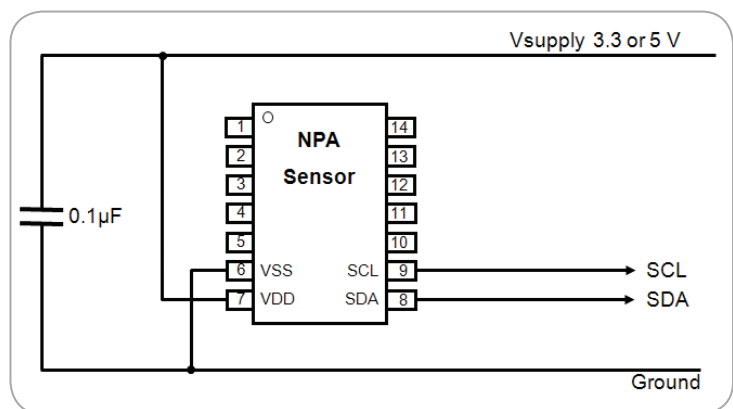 Vsupply 3.3 or 5 V
NPA
Sensor
1 14
2 13
3 12
4 11
5 10
0.1µF
6 VSS SCL 9 SCL
7 VDD SDA 8 SDA
Ground